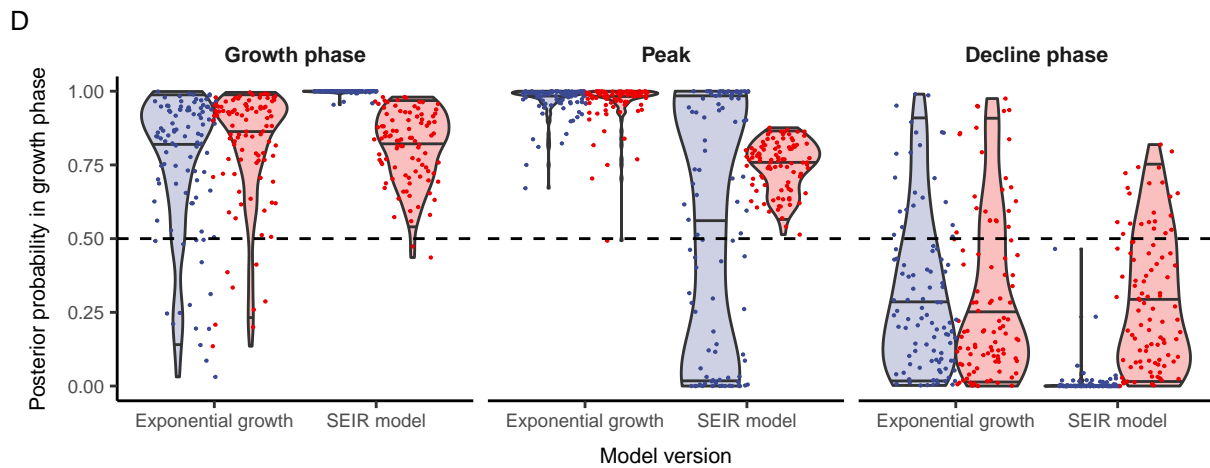 D
Growth phase Peak Decline phase
Posterior probability in growth phase
1.00
0.75
0.50
0.25
0.00
Exponential growth SEIR model Exponential growth SEIR model Exponential growth SEIR model
Model version